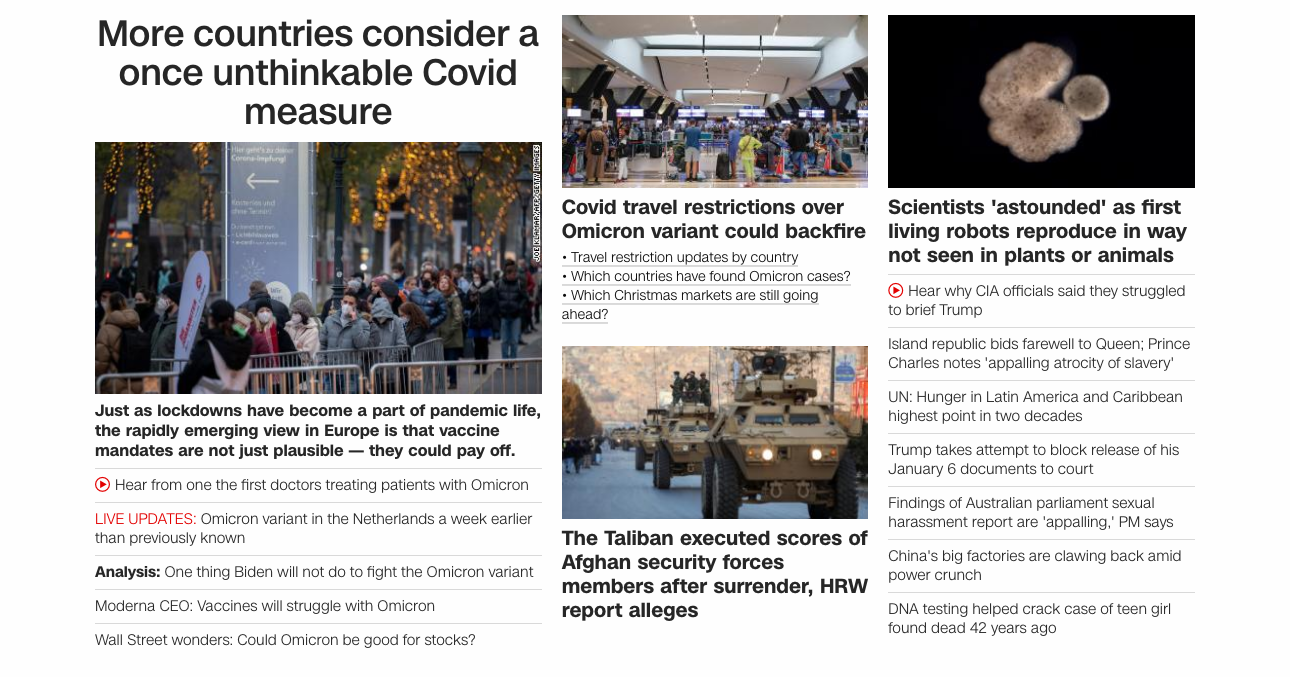 More countries consider a
once unthinkable Covid
measure
Hier geht's zu deiner
Corona-Impfung!
JOE KLAMAR/AFP/GETTY IMAGES
Just as lockdowns have become a part of pandemic life,
the rapidly emerging view in Europe is that vaccine
mandates are not just plausible — they could pay off.
Hear from one the first doctors treating patients with Omicron
LIVE UPDATES: Omicron variant in the Netherlands a week earlier
than previously known
Analysis: One thing Biden will not do to fight the Omicron variant
Moderna CEO: Vaccines will struggle with Omicron
Wall Street wonders: Could Omicron be good for stocks?
Covid travel restrictions over
Omicron variant could backfire
• Travel restriction updates by country
• Which countries have found Omicron cases?
• Which Christmas markets are still going
ahead?
The Taliban executed scores of
Afghan security forces
members after surrender, HRW
report alleges
Scientists 'astounded' as first
living robots reproduce in way
not seen in plants or animals
Hear why CIA officials said they struggled
to brief Trump
Island republic bids farewell to Queen; Prince
Charles notes 'appalling atrocity of slavery'
UN: Hunger in Latin America and Caribbean
highest point in two decades
Trump takes attempt to block release of his
January 6 documents to court
Findings of Australian parliament sexual
harassment report are 'appalling,' PM says
China's big factories are clawing back amid
power crunch
DNA testing helped crack case of teen girl
found dead 42 years ago